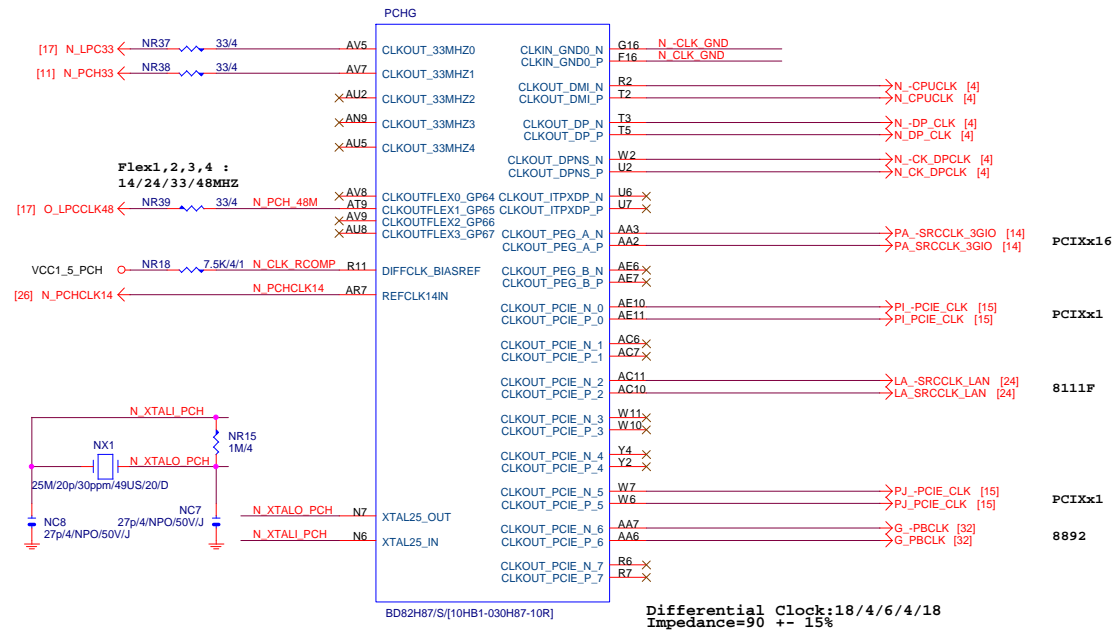 PCHG
[17] N_LPC33 NR37 33/4 AV5 CLKOUT_33MHZ0
[11] N_PCH33 NR38 33/4 AV7 CLKOUT_33MHZ1
AU2 CLKOUT_33MHZ2
AN9 CLKOUT_33MHZ3
AU5 CLKOUT_33MHZ4
Flex1,2,3,4 :
14/24/33/48MHZ
AV8 CLKOUTFLEX0_GP64
[17] O_LPCCLK48 NR39 33/4 N_PCH_48M AT9 CLKOUTFLEX1_GP65
AV9 CLKOUTFLEX2_GP66
AU8 CLKOUTFLEX3_GP67
VCC1_5_PCH NR18 7.5K/4/1 N_CLK_RCOMP R11 DIFFCLK_BIASREF
[26] N_PCHCLK14 N_PCHCLK14 AR7 REFCLK14IN
N_XTALI_PCH
NR15
1M/4
NX1
N_XTALO_PCH
25M/20p/30ppm/49US/20/D
NC8
27p/4/NPO/50V/J
NC7
27p/4/NPO/50V/J
N_XTALO_PCH N7 XTAL25_OUT
N_XTALI_PCH N6 XTAL25_IN
CLKIN_GND0_N G16 N_-CLK_GND
CLKIN_GND0_P F16 N_CLK_GND
CLKOUT_DMI_N R2 N_-CPUCLK [4]
CLKOUT_DMI_P T2 N_CPUCLK [4]
CLKOUT_DP_N T3 N_-DP_CLK [4]
CLKOUT_DP_P T5 N_DP_CLK [4]
CLKOUT_DPNS_N W2 N_-CK_DPCLK [4]
CLKOUT_DPNS_P U2 N_CK_DPCLK [4]
CLKOUT_ITPXDP_N U6
CLKOUT_ITPXDP_P U7
CLKOUT_PEG_A_N AA3 PA_-SRCCLK_3GIO [14]
CLKOUT_PEG_A_P AA2 PA_SRCCLK_3GIO [14]
PCIXx16
CLKOUT_PEG_B_N AE6
CLKOUT_PEG_B_P AE7
CLKOUT_PCIE_N_0 AE10 PI_-PCIE_CLK [15]
CLKOUT_PCIE_P_0 AE11 PI_PCIE_CLK [15]
PCIXx1
CLKOUT_PCIE_N_1 AC6
CLKOUT_PCIE_P_1 AC7
CLKOUT_PCIE_N_2 AC11 LA_-SRCCLK_LAN [24]
CLKOUT_PCIE_P_2 AC10 LA_SRCCLK_LAN [24]
8111F
CLKOUT_PCIE_N_3 W11
CLKOUT_PCIE_P_3 W10
CLKOUT_PCIE_N_4 Y4
CLKOUT_PCIE_P_4 Y2
CLKOUT_PCIE_N_5 W7 PJ_-PCIE_CLK [15]
CLKOUT_PCIE_P_5 W6 PJ_PCIE_CLK [15]
PCIXx1
CLKOUT_PCIE_N_6 AA7 G_-PBCLK [32]
CLKOUT_PCIE_P_6 AA6 G_PBCLK [32]
8892
CLKOUT_PCIE_N_7 R6
CLKOUT_PCIE_P_7 R7
BD82H87/S/[10HB1-030H87-10R]
Differential Clock:18/4/6/4/18
Impedance=90 +- 15%